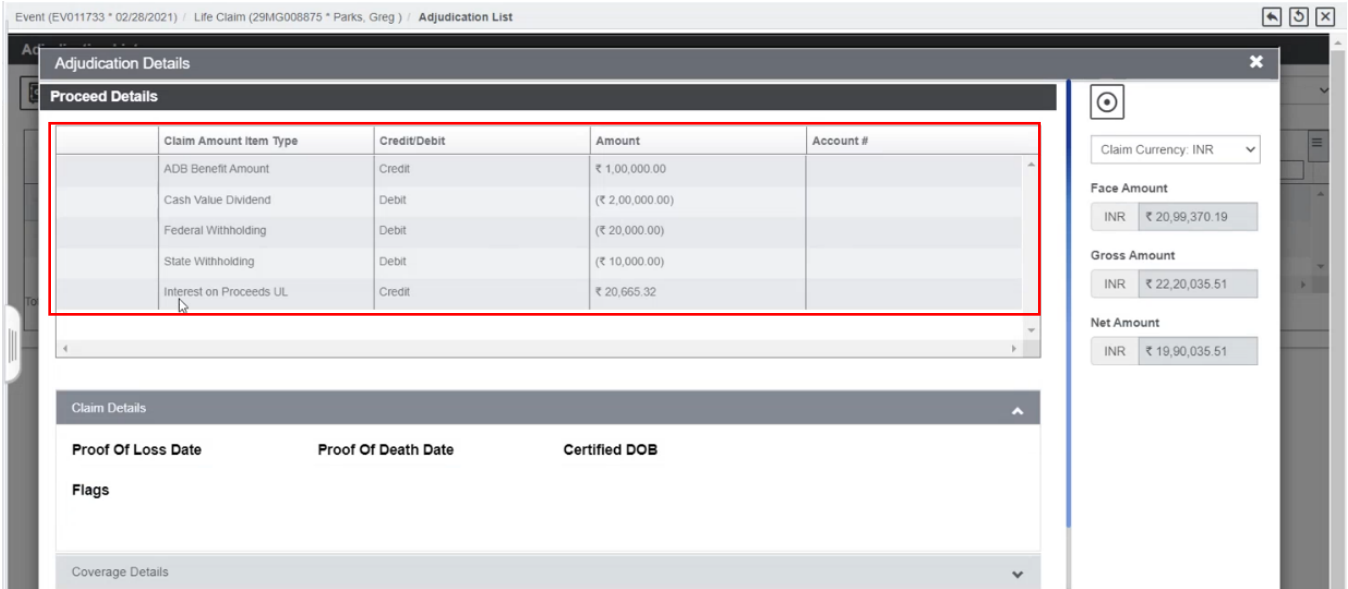 Event (EV011733 * 02/28/2021) / Life Claim (29MG008875 * Parks, Greg ) / Adjudication List
Adjudication Details
Proceed Details
Claim Amount Item Type Credit/Debit Amount Account #
ADB Benefit Amount Credit ₹ 1,00,000.00
Cash Value Dividend Debit (₹ 2,00,000.00)
Federal Withholding Debit (₹ 20,000.00)
State Withholding Debit (₹ 10,000.00)
Interest on Proceeds UL Credit ₹ 20,665.32
Claim Details
Proof Of Loss Date Proof Of Death Date Certified DOB
Flags
Coverage Details
Claim Currency: INR
Face Amount
INR ₹ 20,99,370.19
Gross Amount
INR ₹ 22,20,035.51
Net Amount
INR ₹ 19,90,035.51